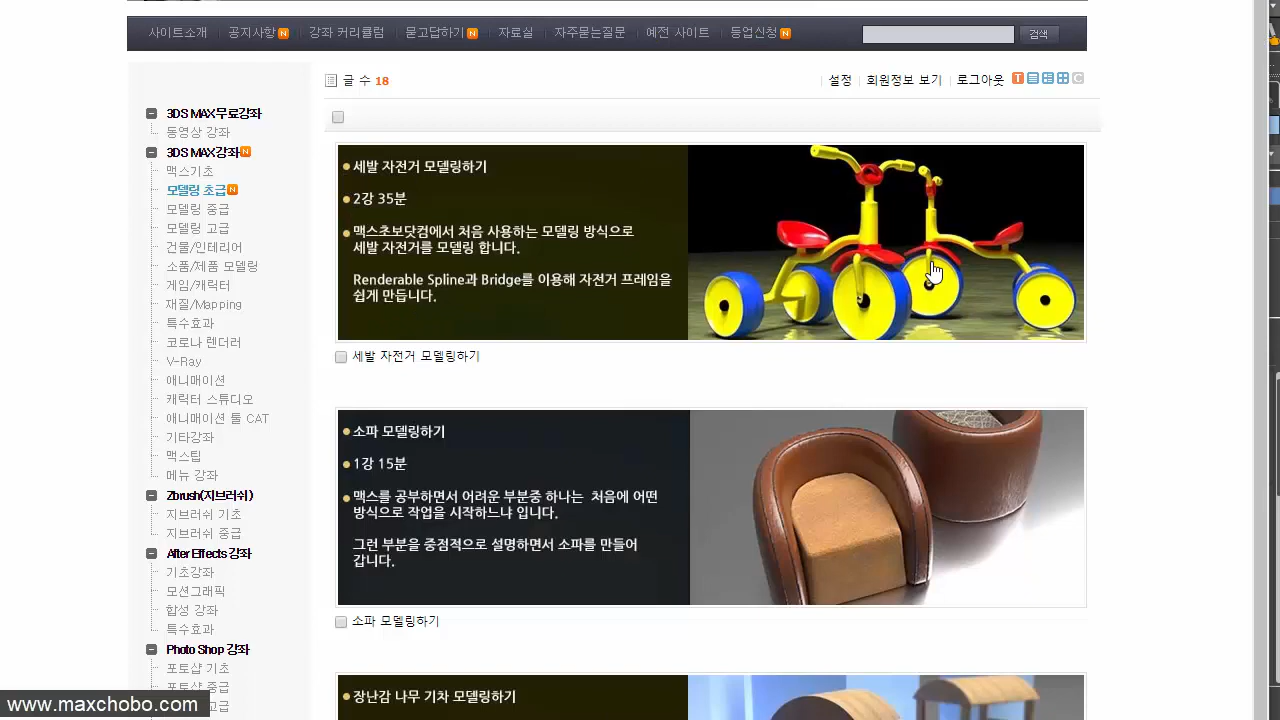 사이트소개 공지사항 N 강좌 커리큘럼 묻고답하기 N 자료실 자주묻는질문 예전 사이트 동업신청 N 검색
글 수 18 설정 회원정보 보기 로그아웃 T C
3DS MAX무료강좌
동영상 강좌
3DS MAX강좌 N
맥스기초
모델링 초급 N
모델링 중급
모델링 고급
건물/인테리어
소품/제품 모델링
게임/캐릭터
재질/Mapping
특수효과
코로나 렌더러
V-Ray
애니메이션
캐릭터 스튜디오
애니메이션 툴 CAT
기타강좌
맥스팁
메뉴 강좌
Zbrush(지브러쉬)
지브러쉬 기초
지브러쉬 중급
After Effects 강좌
기초강좌
모션그래픽
합성 강좌
특수효과
Photo Shop 강좌
포토샵 기초
포토샵 중급
고급
세발 자전거 모델링하기
2강 35분
맥스초보닷컴에서 처음 사용하는 모델링 방식으로
세발 자전거를 모델링 합니다.
Renderable Spline과 Bridge를 이용해 자전거 프레임을
쉽게 만듭니다.
세발 자전거 모델링하기
소파 모델링하기
1강 15분
맥스를 공부하면서 어려운 부분중 하나는 처음에 어떤
방식으로 작업을 시작하느냐 입니다.
그런 부분을 중점적으로 설명하면서 소파를 만들어
갑니다.
소파 모델링하기
장난감 나무 기차 모델링하기
www.maxchobo.com